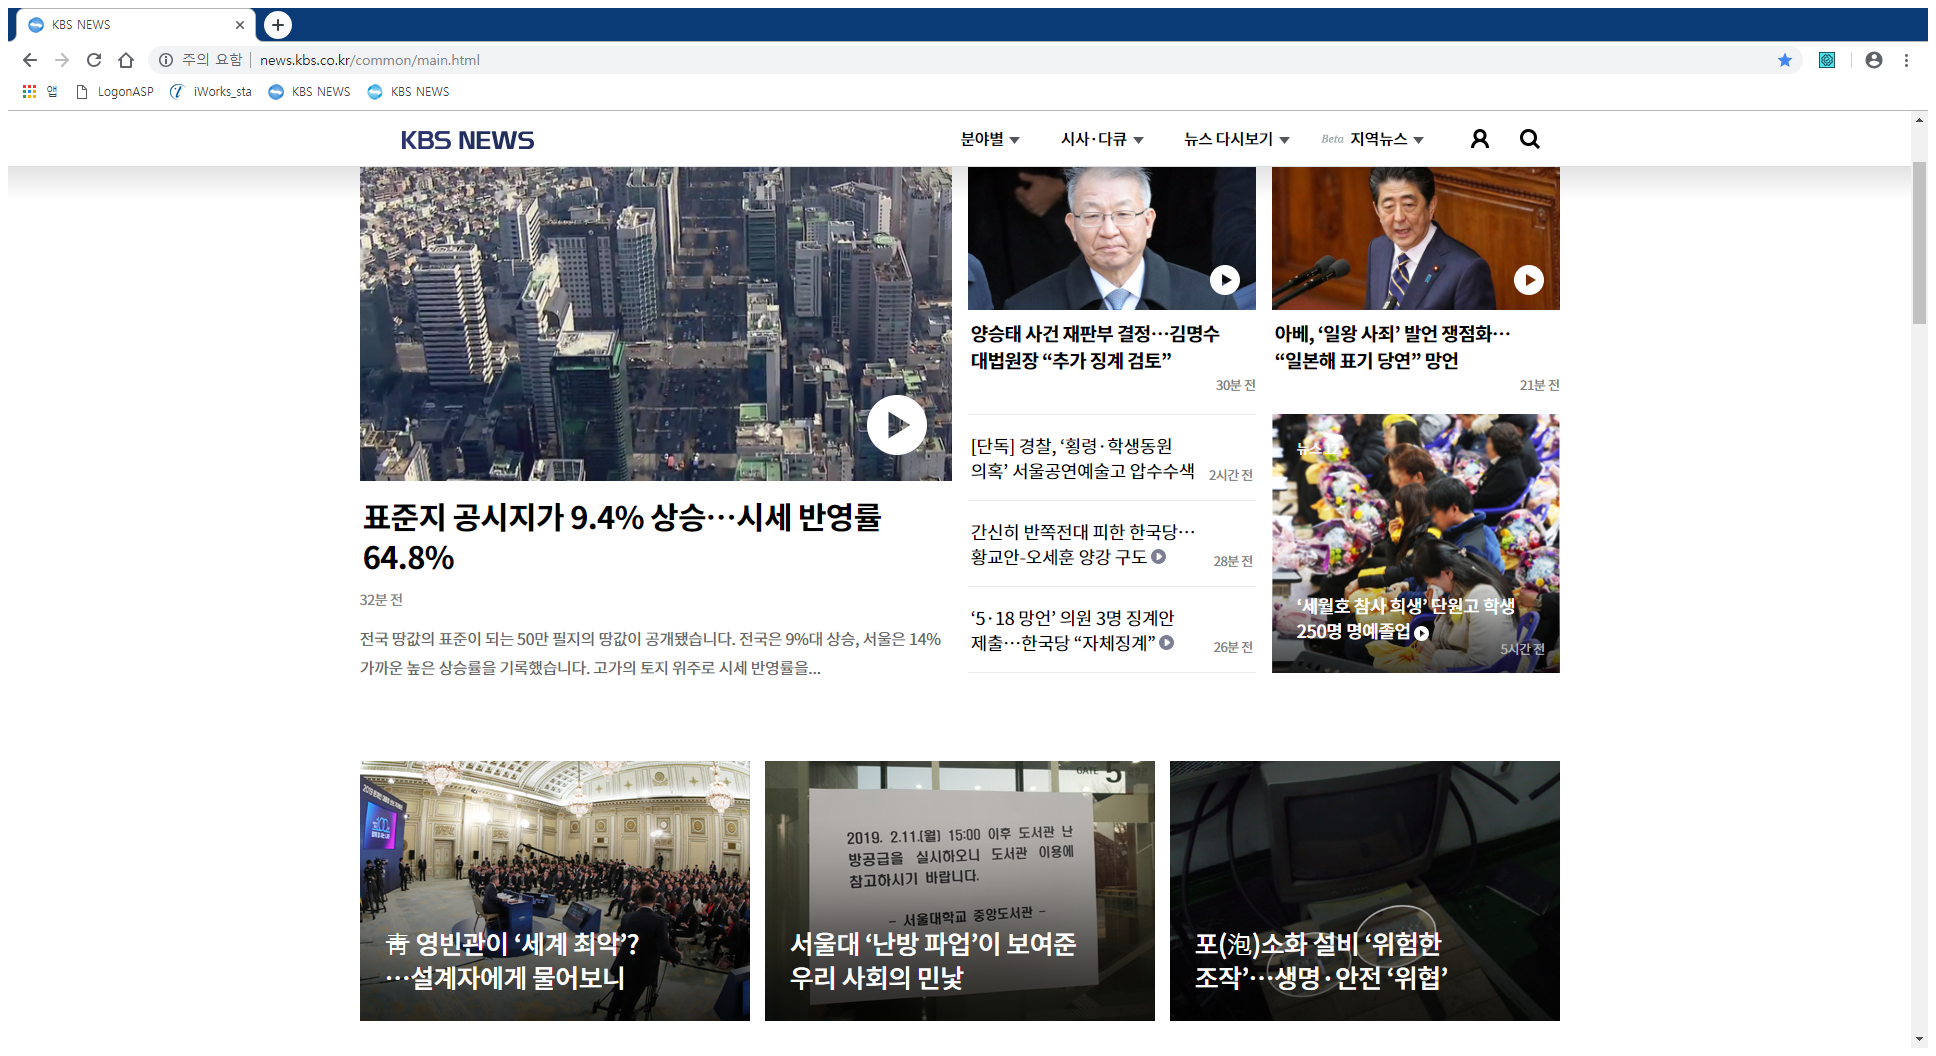 KBS NEWS
주의 요함
news.kbs.co.kr/common/main.html
앱
LogonASP
iWorks_sta
KBS NEWS
KBS NEWS
KBS NEWS
분야별
시사·다큐
뉴스 다시보기
Beta 지역뉴스
표준지 공시지가 9.4% 상승…시세 반영률
64.8%
32분 전
전국 땅값의 표준이 되는 50만 필지의 땅값이 공개됐습니다. 전국은 9%대 상승, 서울은 14%
가까운 높은 상승률을 기록했습니다. 고가의 토지 위주로 시세 반영률을...
양승태 사건 재판부 결정…김명수
대법원장 “추가 징계 검토”
30분 전
아베, ‘일왕 사죄’ 발언 쟁점화…
“일본해 표기 당연” 망언
21분 전
[단독] 경찰, ‘횡령·학생동원
의혹’ 서울공연예술고 압수수색
2시간 전
간신히 반쪽전대 피한 한국당…
황교안-오세훈 양강 구도
28분 전
‘5·18 망언’ 의원 3명 징계안
제출…한국당 “자체징계”
26분 전
뉴스 12
‘세월호 참사 희생’ 단원고 학생
250명 명예졸업
5시간 전
靑 영빈관이 ‘세계 최악’?
…설계자에게 물어보니
GATE 5
2019. 2.11.(월) 15:00 이후 도서관 난
방공급을 실시하오니 도서관 이용에
참고하시기 바랍니다.
- 서울대학교 중앙도서관 -
서울대 ‘난방 파업’이 보여준
우리 사회의 민낯
포(泡)소화 설비 ‘위험한
조작’…생명·안전 ‘위협’